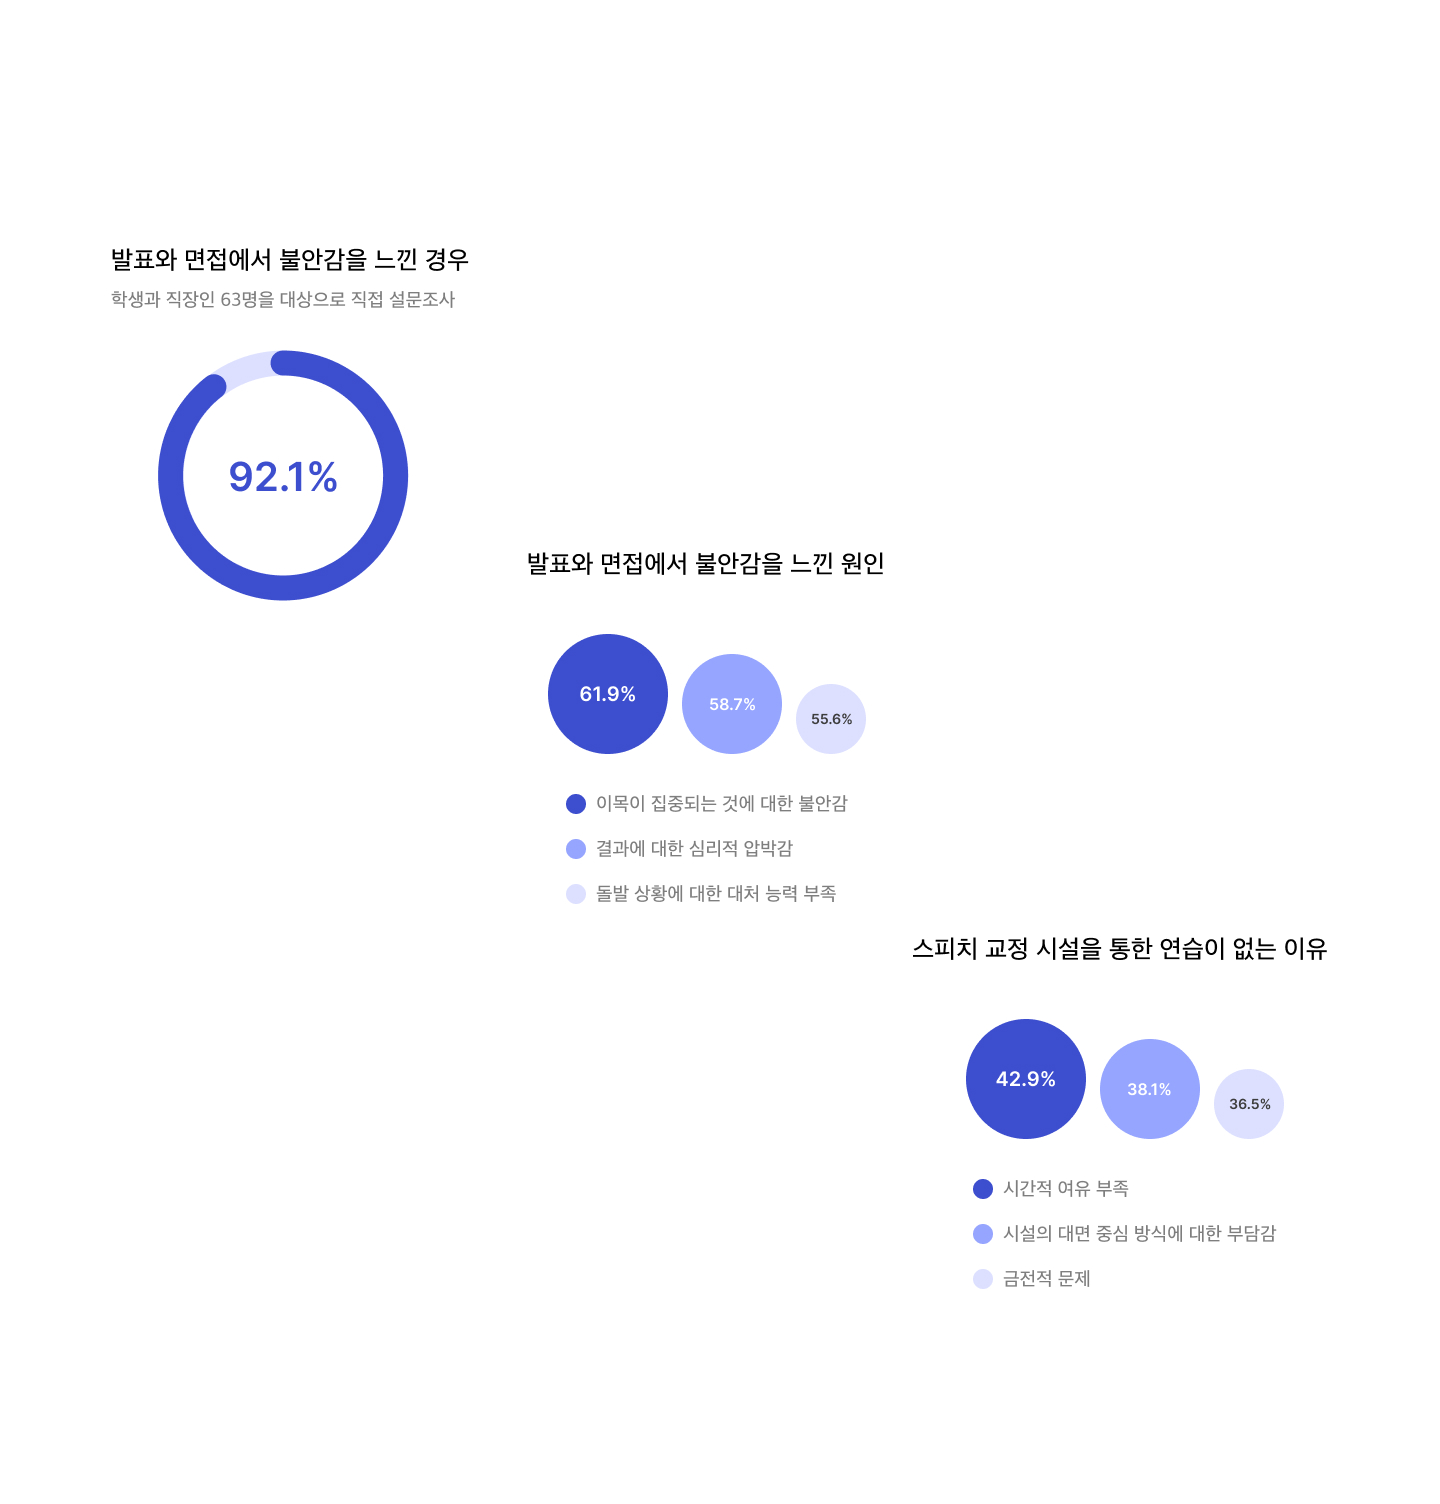 발표와 면접에서 불안감을 느낀 경우
학생과 직장인 63명을 대상으로 직접 설문조사
92.1%
발표와 면접에서 불안감을 느낀 원인
61.9%
58.7%
55.6%
이목이 집중되는 것에 대한 불안감
결과에 대한 심리적 압박감
돌발 상황에 대한 대처 능력 부족
스피치 교정 시설을 통한 연습이 없는 이유
42.9%
38.1%
36.5%
시간적 여유 부족
시설의 대면 중심 방식에 대한 부담감
금전적 문제